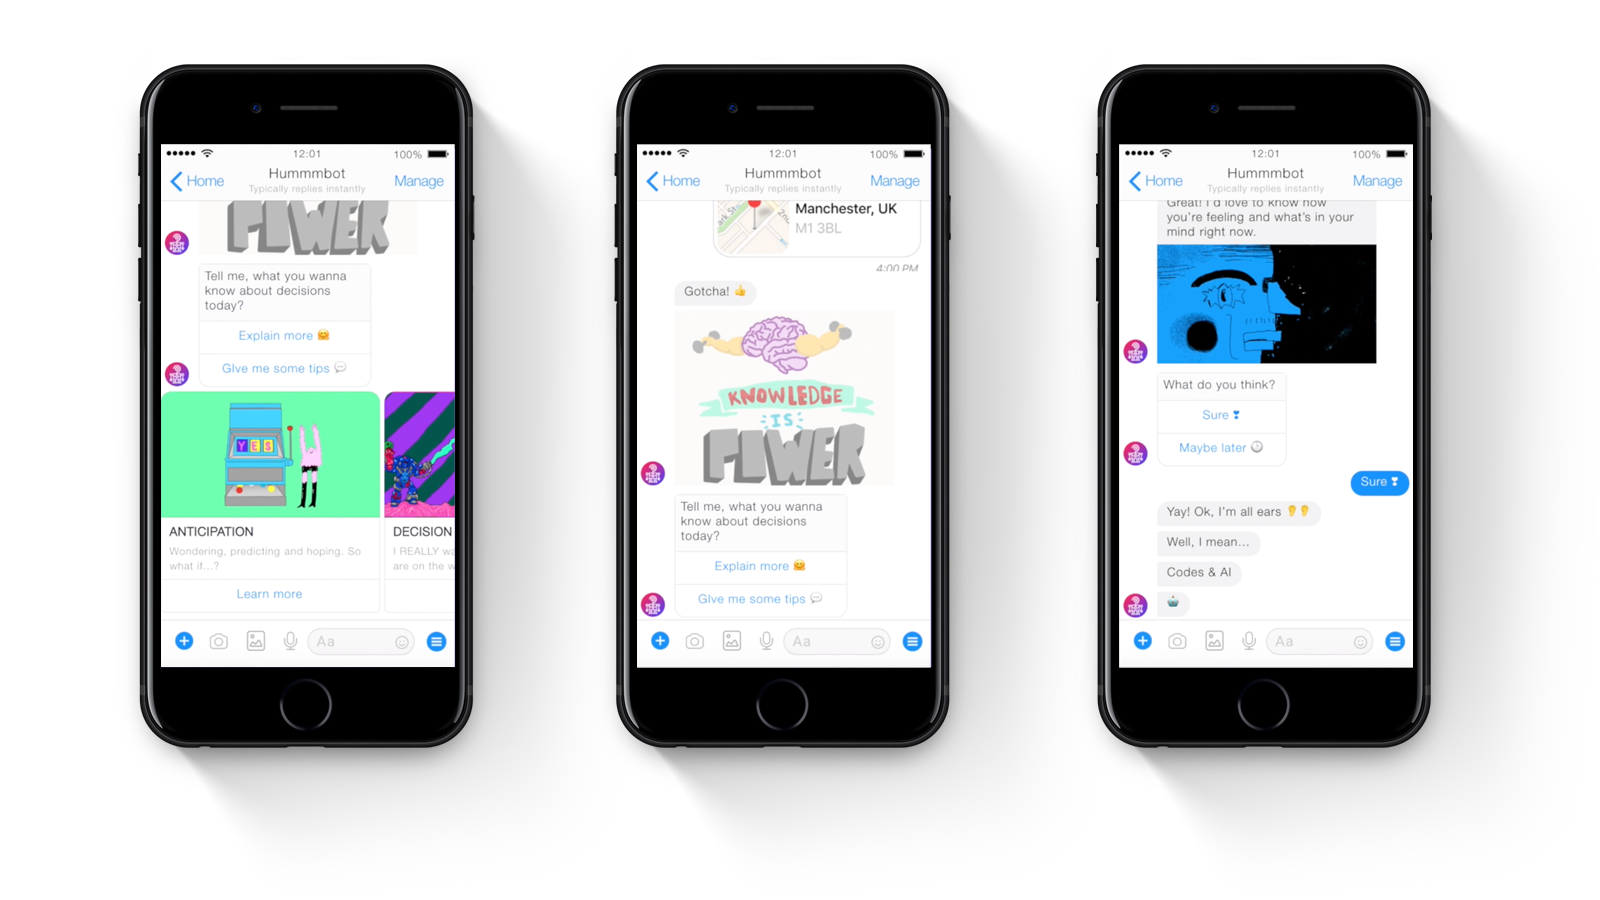 12:01
100%
Home
Hummmbot
Typically replies instantly
Manage
POWER
Tell me, what you wanna
know about decisions
today?
Explain more 🤗
GIve me some tips 💬
YES
ANTICIPATION
Wondering, predicting and hoping. So
what if...?
Learn more
DECISION
I REALLY wa
are on the w
Aa
12:01
100%
Home
Hummmbot
Typically replies instantly
Manage
ark St
2n
Manchester, UK
M1 3BL
4:00 PM
Gotcha! 👍
KNOWLEDGE
IS
POWER
Tell me, what you wanna
know about decisions
today?
Explain more 🤗
GIve me some tips 💬
Aa
12:01
100%
Home
Hummmbot
Typically replies instantly
Manage
Great! I'd love to know how
you're feeling and what's in your
mind right now.
What do you think?
Sure ❣
Maybe later
Sure ❣
Yay! Ok, I'm all ears 👂👂
Well, I mean...
Codes & AI
🤖
Aa